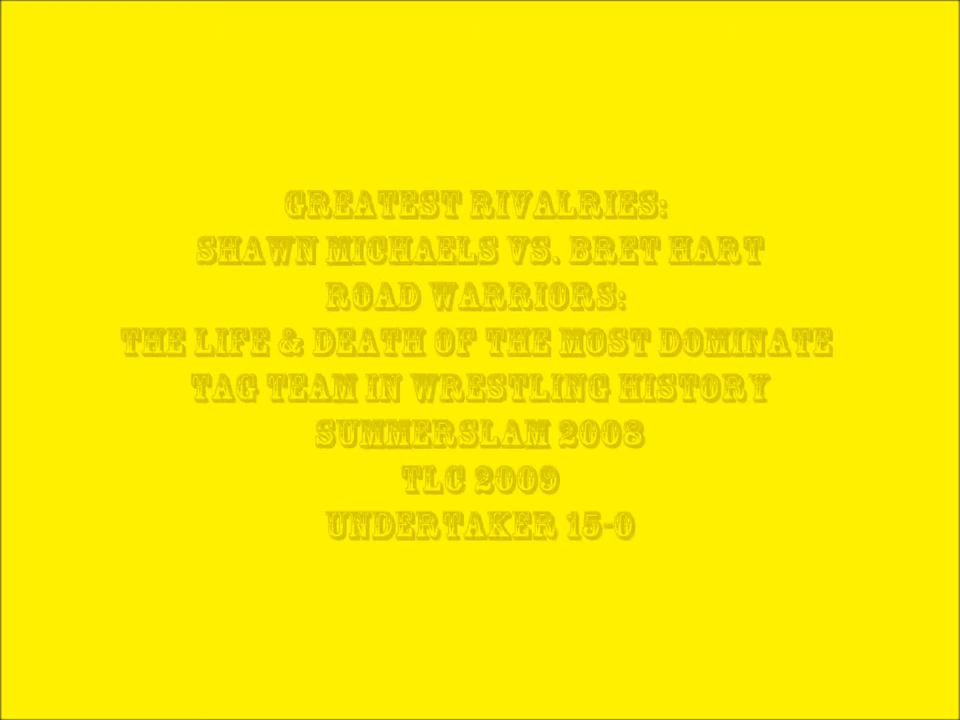 GREATEST RIVALRIES:
SHAWN MICHAELS VS. BRET HART
ROAD WARRIORS:
THE LIFE & DEATH OF THE MOST DOMINATE
TAG TEAM IN WRESTLING HISTORY
SUMMERSLAM 2008
TLC 2009
UNDERTAKER 15-0